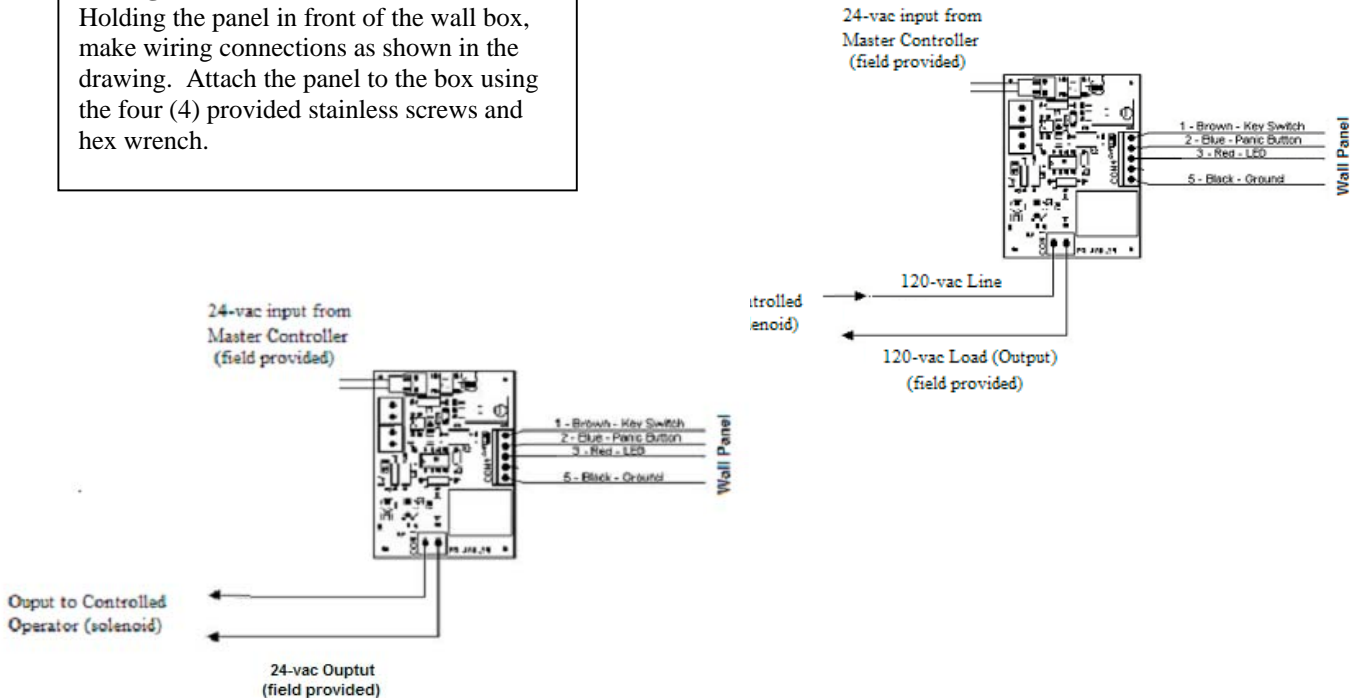 Holding the panel in front of the wall box,
make wiring connections as shown in the
drawing. Attach the panel to the box using
the four (4) provided stainless screws and
hex wrench.
24-vac input from
Master Controller
(field provided)
1 - Brown - Key Switch
2 - Blue - Panic Button
3 - Red - LED
5 - Black - Ground
Wall Panel
120-vac Line
ntrolled
lenoid)
120-vac Load (Output)
(field provided)
24-vac input from
Master Controller
(field provided)
1 - Brown - Key Switch
2 - Blue - Panic Button
3 - Red - LED
5 - Black - Ground
Wall Panel
Ouput to Controlled
Operator (solenoid)
24-vac Ouptut
(field provided)